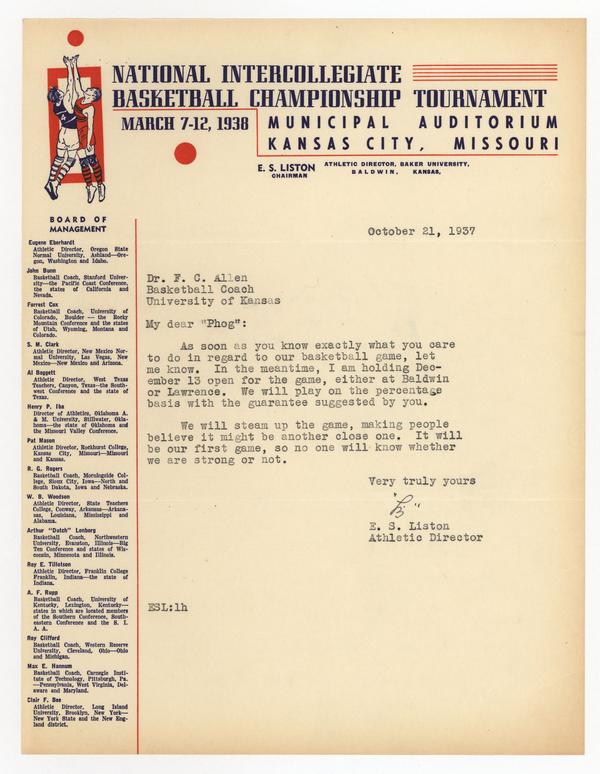 NATIONAL INTERCOLLEGIATE
BASKETBALL CHAMPIONSHIP TOURNAMENT
MARCH 7-12, 1938
MUNICIPAL AUDITORIUM
KANSAS CITY, MISSOURI
E. S. LISTON
CHAIRMAN
ATHLETIC DIRECTOR, BAKER UNIVERSITY,
BALDWIN, KANSAS,
4
BOARD OF
MANAGEMENT
Eugene Eberhardt
Athletic Director, Oregon State
Normal University, Ashland—Ore-
gon, Washington and Idaho.
John Bunn
Basketball Coach, Stanford Univer-
sity—the Pacific Coast Conference,
the states of California and
Nevada.
Forrest Cox
Basketball Coach, University of
Colorado, Boulder — the Rocky
Mountain Conference and the states
of Utah, Wyoming, Montana and
Colorado.
S. M. Clark
Athletic Director, New Mexico Nor-
mal University, Las Vegas, New
Mexico—New Mexico and Arizona.
Al Baggett
Athletic Director, West Texas
Teachers, Canyon, Texas—the South-
west Conference and the state of
Texas.
Henry P. Iba
Director of Athletics, Oklahoma A.
& M. University, Stillwater, Okla-
homa—the state of Oklahoma and
the Missouri Valley Conference.
Pat Mason
Athletic Director, Rockhurst College,
Kansas City, Missouri—Missouri
and Kansas.
R. G. Rogers
Basketball Coach, Morningside Col-
lege, Sioux City, Iowa—North and
South Dakota, Iowa and Nebraska.
W. B. Woodson
Athletic Director, State Teachers
College, Conway, Arkansas—Arkan-
sas, Louisiana, Mississippi and
Alabama.
Arthur "Dutch" Lonborg
Basketball Coach, Northwestern
University, Evanston, Illinois—Big
Ten Conference and states of Wis-
consin, Minnesota and Illinois.
Roy E. Tillotson
Athletic Director, Franklin College
Franklin, Indiana—the state of
Indiana.
A. F. Rupp
Basketball Coach, University of
Kentucky, Lexington, Kentucky—
states in which are located members
of the Southern Conference, South-
eastern Conference and the S. I.
A. A.
Roy Clifford
Basketball Coach, Western Reserve
University, Cleveland, Ohio—Ohio
and Michigan.
Max E. Hannum
Basketball Coach, Carnegie Insti-
tute of Technology, Pittsburgh, Pa.
—Pennsylvania, West Virginia, Del-
aware and Maryland.
Clair F. Bee
Athletic Director, Long Island
University, Brooklyn, New York—
New York State and the New Eng-
land district.
October 21, 1937
Dr. F. C. Allen
Basketball Coach
University of Kansas
My dear "Phog":
As soon as you know exactly what you care
to do in regard to our basketball game, let
me know. In the meantime, I am holding Dec-
ember 13 open for the game, either at Baldwin
or Lawrence. We will play on the percentage
basis with the guarantee suggested by you.
We will steam up the game, making people
believe it might be another close one. It will
be our first game, so no one will know whether
we are strong or not.
Very truly yours
E. S. Liston
Athletic Director
ESL:lh